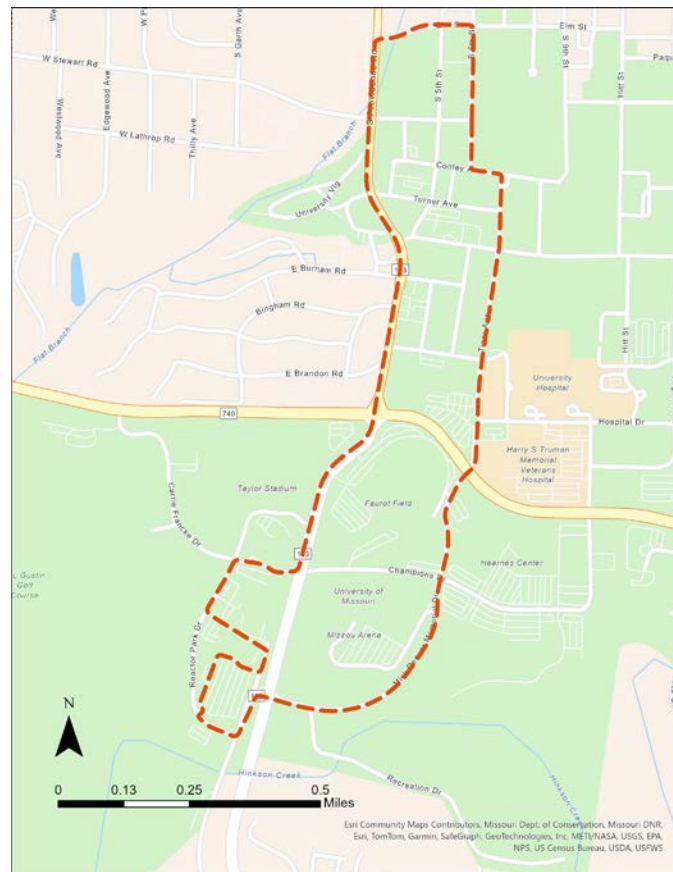 Elm St
S Garth Ave
W Stewart Rd
Edgewood Ave
Westwood Ave
W Lathrop Rd
Thilly Ave
S 5th St
S 9th St
Hitt St
Flat Branch
Conley
University Vlg
Turner Ave
E Burnam Rd
Bingham Rd
Flat Branch
E Brandon Rd
Hitt St
University
Hospital
740
Hospital Dr
Harry S Truman
Memorial
Veterans
Hospital
Taylor Stadium
Faurot Field
Carrie Francke Dr
Hearnes Center
Champions
L Gustin
Golf
Course
University of
Missouri
Mizzou Arena
Reactor Park Dr
N
Hinkson Creek
Recreation Dr
0 0.13 0.25 0.5
Miles
Esri Community Maps Contributors, Missouri Dept. of Conservation, Missouri DNR,
Esri, TomTom, Garmin, SafeGraph, GeoTechnologies, Inc, METI/NASA, USGS, EPA,
NPS, US Census Bureau, USDA, USFWS